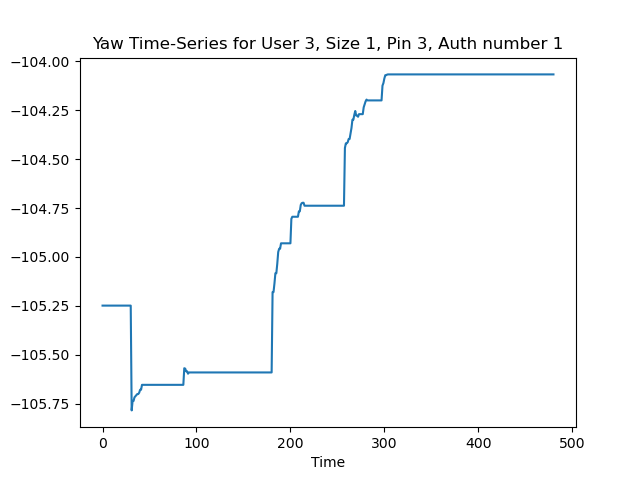 Yaw Time-Series for User 3, Size 1, Pin 3, Auth number 1
−104.00
−104.25
−104.50
−104.75
−105.00
−105.25
−105.50
−105.75
0 100 200 300 400 500
Time